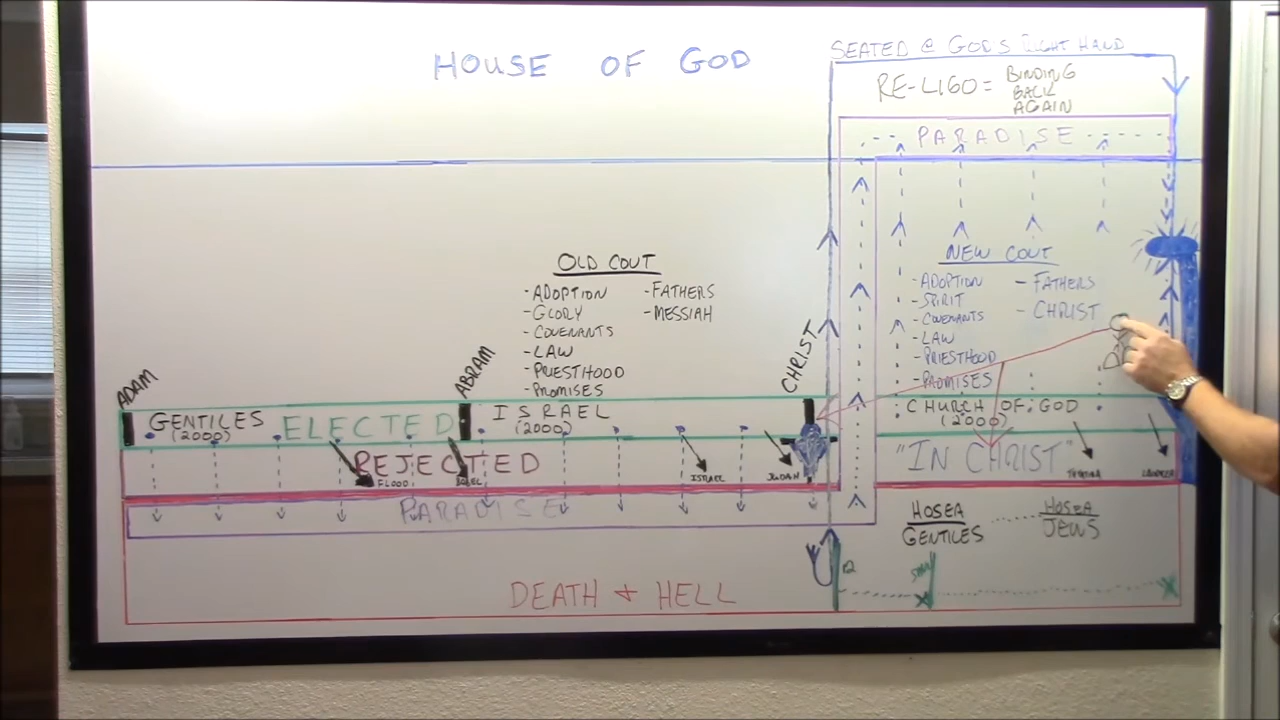 HOUSE OF GOD
SEATED @ GOD'S RIGHT HAND
RE-LIGO =
BINDING
BACK
AGAIN
PARADISE
OLD COUT
- ADOPTION
- GLORY
- COVENANTS
- LAW
- PRIESTHOOD
- PROMISES
- FATHERS
- MESSIAH
NEW COUT
- ADOPTION
- SPIRIT
- COVENANTS
- LAW
- PRIESTHOOD
- PROMISES
- FATHERS
- CHRIST
ADAM
ABRAM
CHRIST
GENTILES
(2000)
ELECTED
ISRAEL
(2000)
CHURCH OF GOD
(2000)
REJECTED
FLOOD
ISRAEL
JUDAH
"IN CHRIST"
PARADISE
HOSEA
GENTILES
HOSEA
JEWS
DEATH + HELL